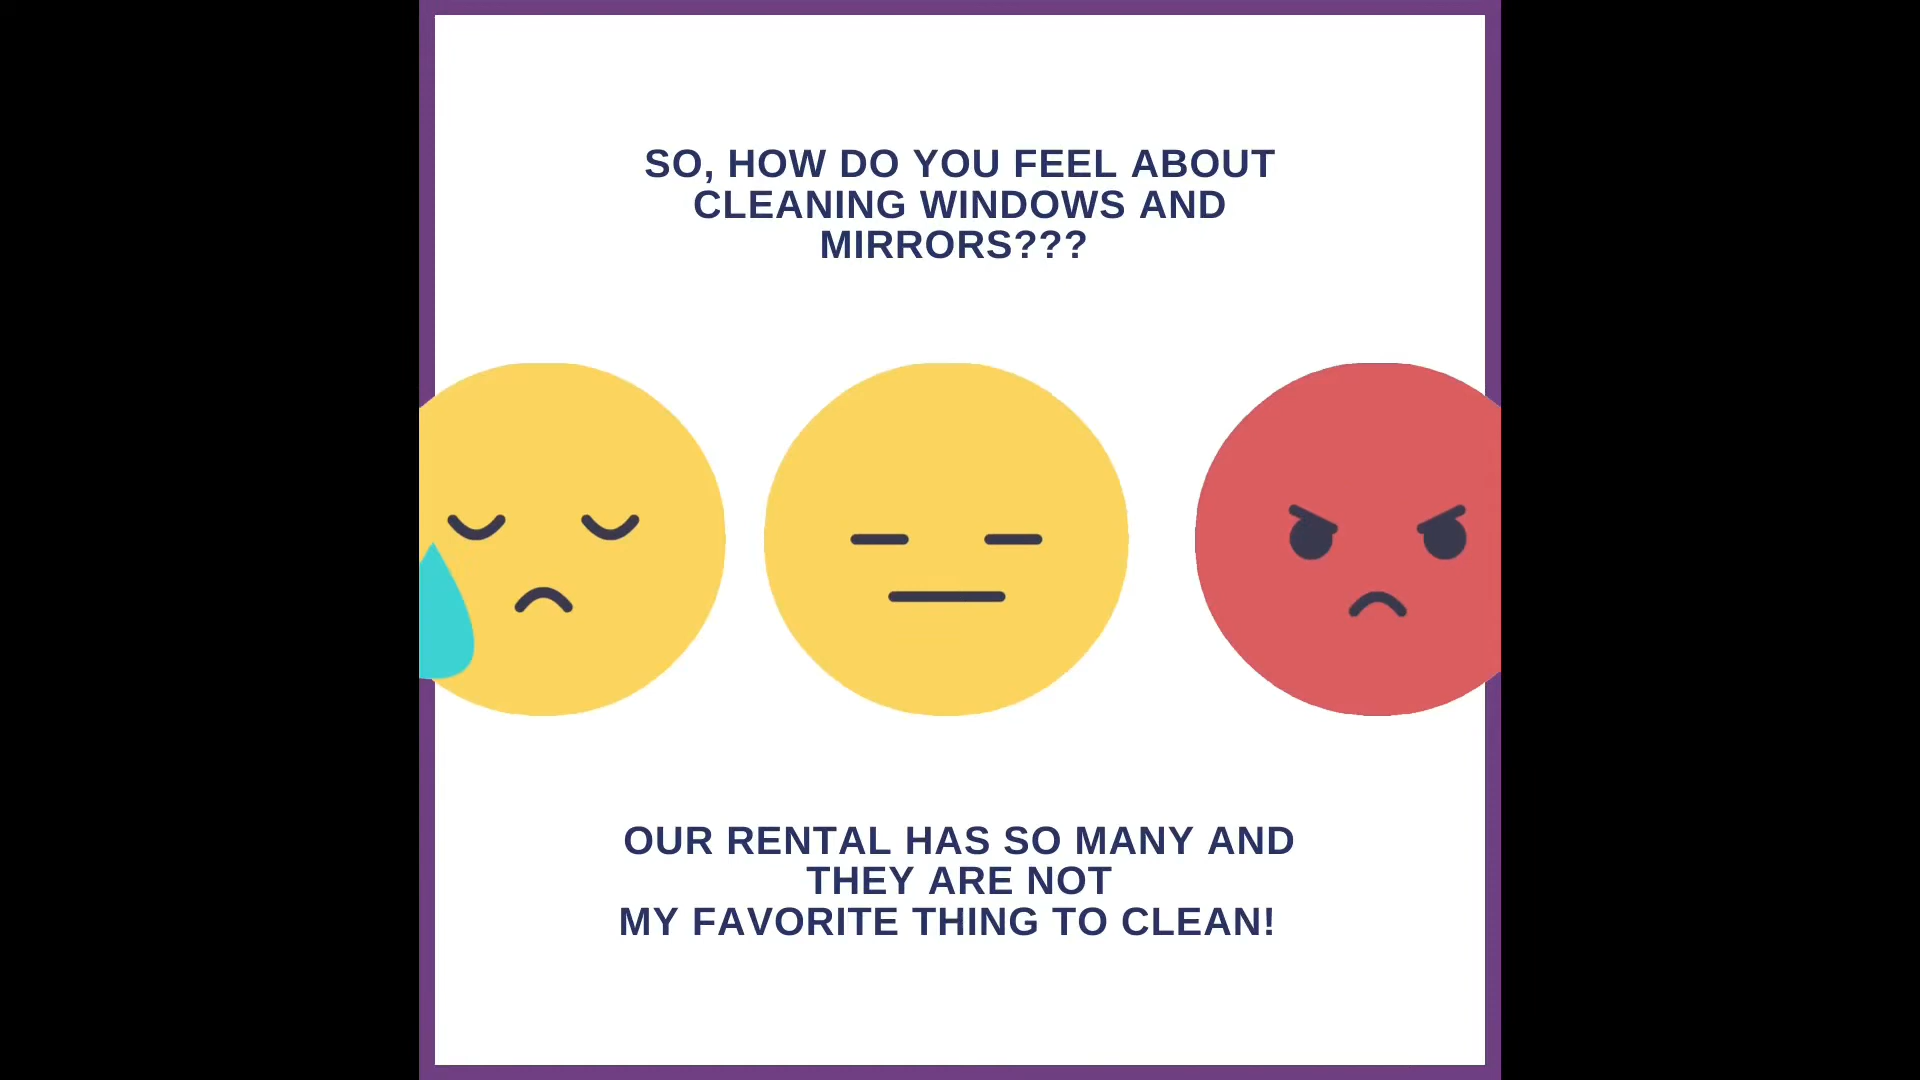 SO, HOW DO YOU FEEL ABOUT
CLEANING WINDOWS AND
MIRRORS???
OUR RENTAL HAS SO MANY AND
THEY ARE NOT
MY FAVORITE THING TO CLEAN!